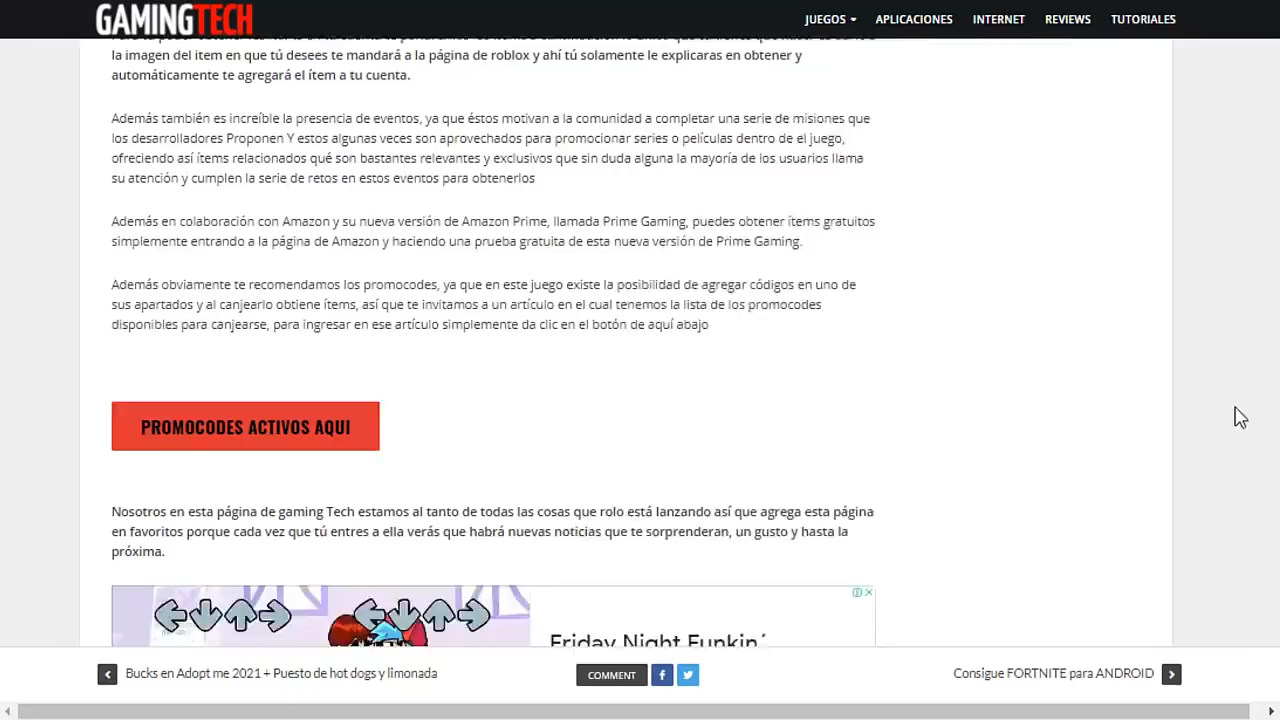 GAMINGTECH
JUEGOS
APLICACIONES
INTERNET
REVIEWS
TUTORIALES
la imagen del item en que tú desees te mandará a la página de roblox y ahí tú solamente le explicaras en obtener y
automáticamente te agregará el ítem a tu cuenta.
Además también es increíble la presencia de eventos, ya que éstos motivan a la comunidad a completar una serie de misiones que
los desarrolladores Proponen Y estos algunas veces son aprovechados para promocionar series o películas dentro de el juego,
ofreciendo así ítems relacionados qué son bastantes relevantes y exclusivos que sin duda alguna la mayoría de los usuarios llama
su atención y cumplen la serie de retos en estos eventos para obtenerlos
Además en colaboración con Amazon y su nueva versión de Amazon Prime, llamada Prime Gaming, puedes obtener ítems gratuitos
simplemente entrando a la página de Amazon y haciendo una prueba gratuita de esta nueva versión de Prime Gaming.
Además obviamente te recomendamos los promocodes, ya que en este juego existe la posibilidad de agregar códigos en uno de
sus apartados y al canjearlo obtiene ítems, así que te invitamos a un artículo en el cual tenemos la lista de los promocodes
disponibles para canjearse, para ingresar en ese artículo simplemente da clic en el botón de aquí abajo
PROMOCODES ACTIVOS AQUI
Nosotros en esta página de gaming Tech estamos al tanto de todas las cosas que rolo está lanzando así que agrega esta página
en favoritos porque cada vez que tú entres a ella verás que habrá nuevas noticias que te sorprenderan, un gusto y hasta la
próxima.
Friday Night Funkin´
Bucks en Adopt me 2021 + Puesto de hot dogs y limonada
COMMENT
Consigue FORTNITE para ANDROID